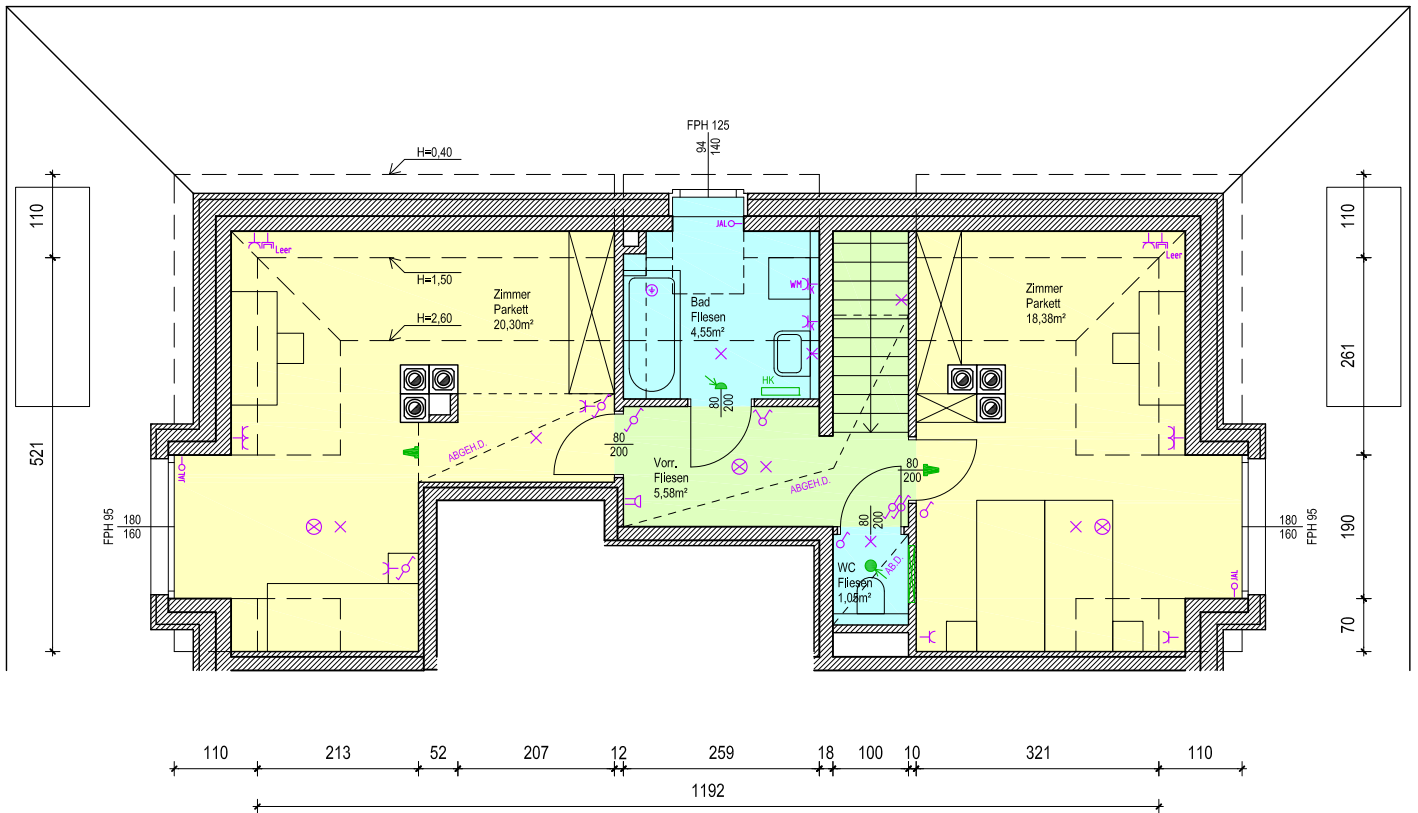 FPH 125
94
140
H=0,40
110
110
JAL
Leer
Leer
H=1,50
Zimmer
Parkett
20,30m²
WM
Bad
Fliesen
4,55m²
Zimmer
Parkett
18,38m²
H=2,60
261
HK
80
200
521
80
200
ABGEH.D.
Vorr.
Fliesen
5,58m²
ABGEH.D.
80
200
JAL
FPH 95
180
160
80
200
180
160
FPH 95
190
WC
Fliesen
1,05m²
AB.D.
JAL
70
110
213
52
207
12
259
18
100
10
321
110
1192